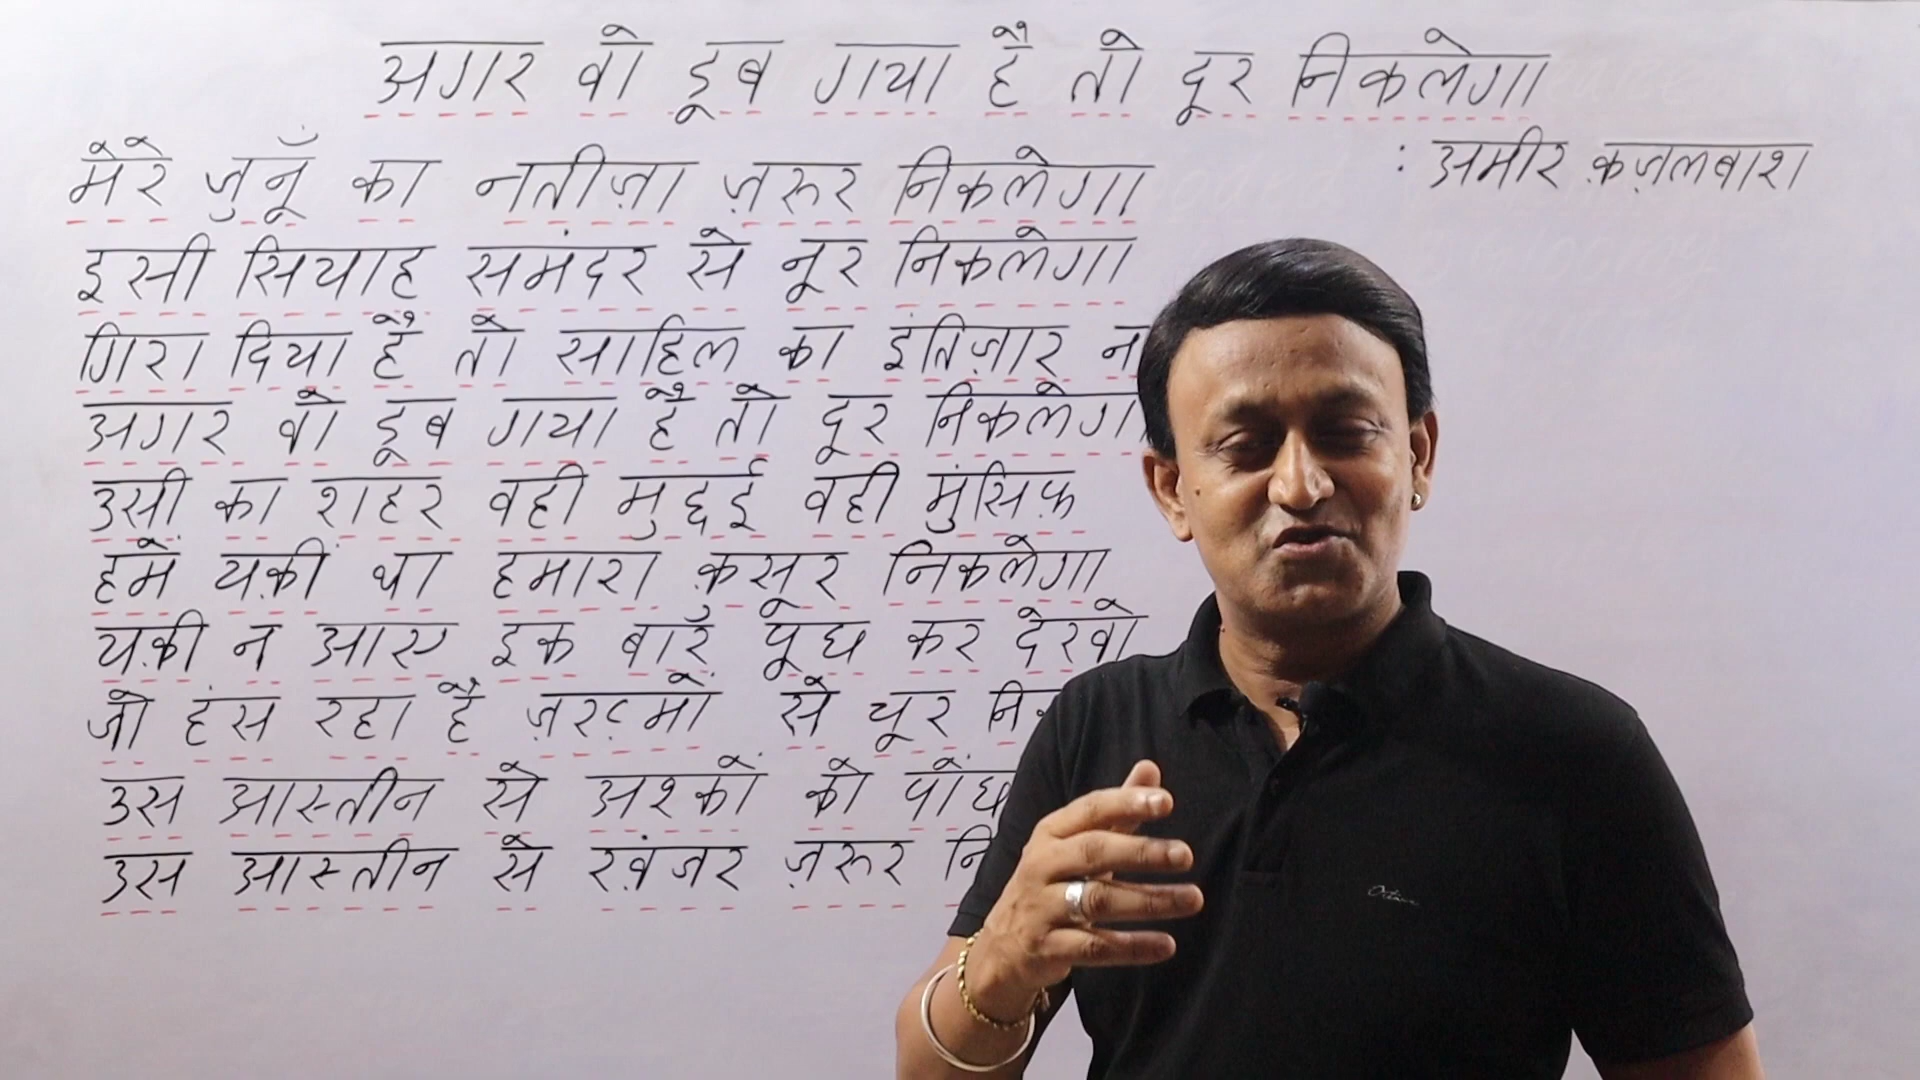 अगर वो डूब गया है तो दूर निकलेगा
: अमीर क़ज़लबाश
मेरे जुनूँ का नतीज़ा ज़रूर निकलेगा
इसी सियाह समंदर से नूर निकलेगा
गिरा दिया है तो साहिल का इंतिज़ार न
अगर वो डूब गया है तो दूर निकलेगा
उसी का शहर वही मुद्दई वही मुंसिफ़
हमें यक़ीं था हमारा क़सूर निकलेगा
यक़ीं न आए इक बार पूछ कर देखो
जो हंस रहा है ज़ख़्मों से चूर
उस आस्तीन से अश्कों को पोंछ
उस आस्तीन से ख़ंजर ज़रूर